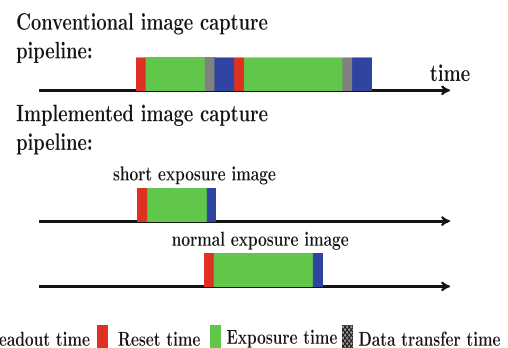 Conventional image capture
pipeline:
time
Implemented image capture
pipeline:
short exposure image
normal exposure image
eadout time Reset time Exposure time Data transfer time